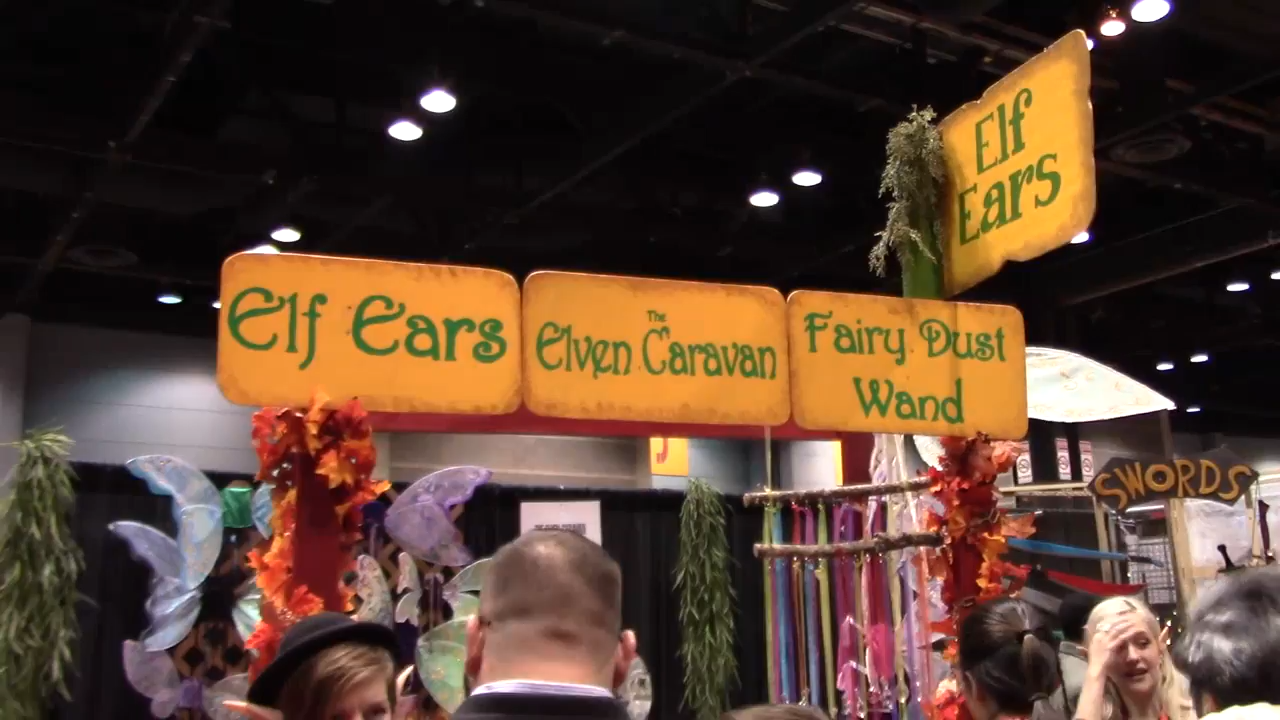 Elf
Ears
Elf Ears
The
Elven Caravan
Fairy Dust
Wand
SWORDS